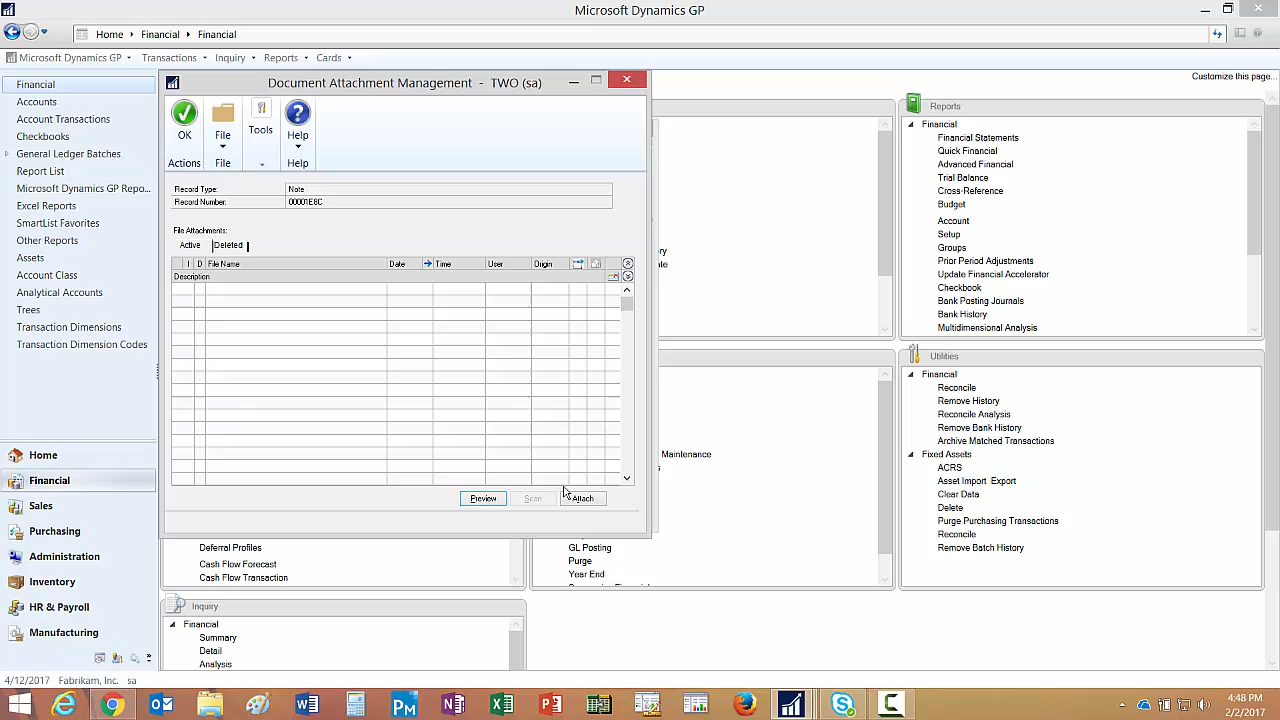 Microsoft Dynamics GP
Home Financial Financial
Microsoft Dynamics GP Transactions Inquiry Reports Cards
Customize this page...
Financial
Accounts
Account Transactions
Checkbooks
General Ledger Batches
Report List
Microsoft Dynamics GP Repo...
Excel Reports
SmartList Favorites
Other Reports
Assets
Account Class
Analytical Accounts
Trees
Transaction Dimensions
Transaction Dimension Codes
Home
Financial
Sales
Purchasing
Administration
Inventory
HR & Payroll
Manufacturing
Document Attachment Management - TWO (sa)
OK File Tools Help
Actions File Help
Record Type: Note
Record Number: 00001E8C
File Attachments:
Active Deleted
I D File Name Date Time User Origin
Description
Preview Scan Attach
Maintenance
Deferral Profiles
Cash Flow Forecast
Cash Flow Transaction
GL Posting
Purge
Year End
Inquiry
Financial
Summary
Detail
Analysis
Reports
Financial
Financial Statements
Quick Financial
Advanced Financial
Trial Balance
Cross-Reference
Budget
Account
Setup
Groups
Prior Period Adjustments
Update Financial Accelerator
Checkbook
Bank Posting Journals
Bank History
Multidimensional Analysis
Utilities
Financial
Reconcile
Remove History
Reconcile Analysis
Remove Bank History
Archive Matched Transactions
Fixed Assets
ACRS
Asset Import Export
Clear Data
Delete
Purge Purchasing Transactions
Reconcile
Remove Batch History
4/12/2017 Fabrikam, Inc. sa
4:48 PM
2/2/2017